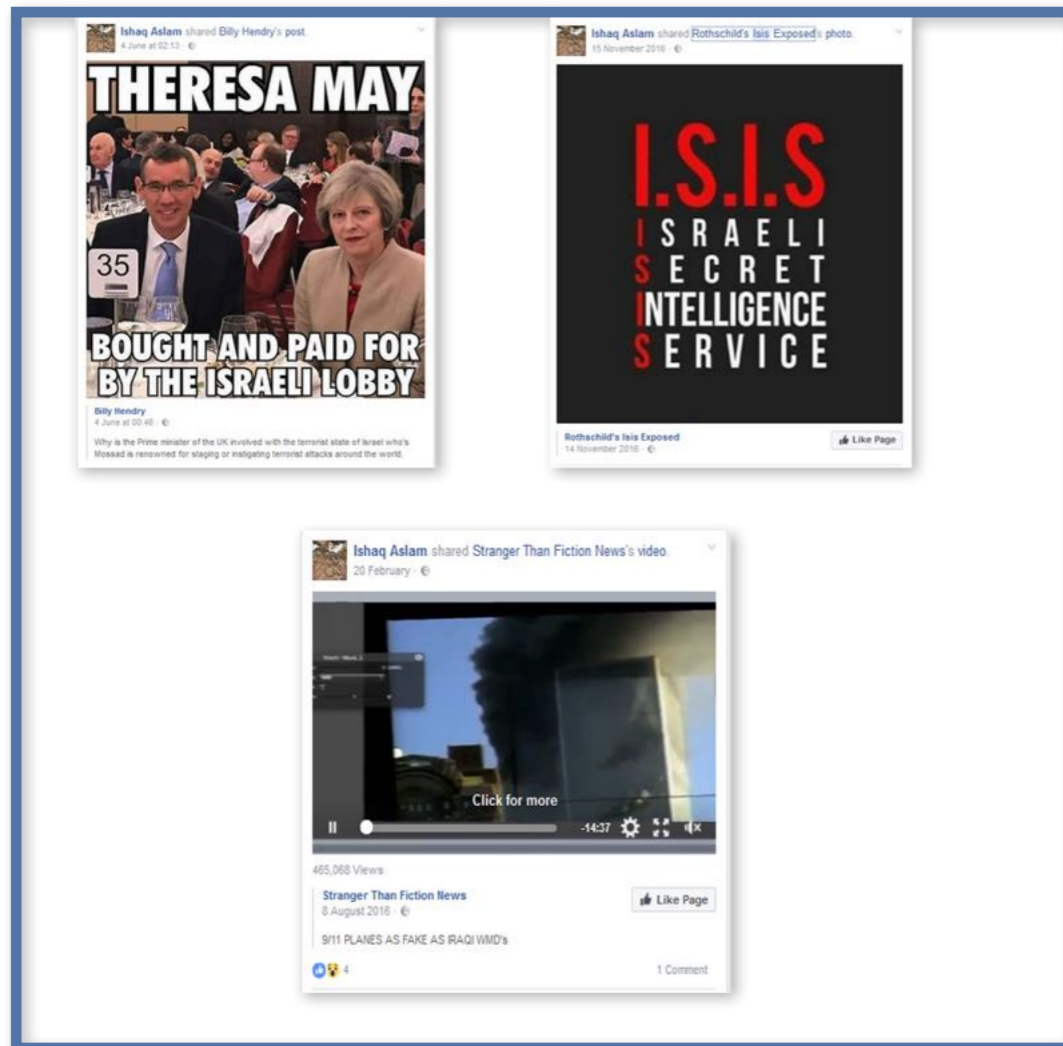 Ishaq Aslam shared Billy Hendry's post.
4 June at 02:13
THERESA MAY
35
BOUGHT AND PAID FOR
BY THE ISRAELI LOBBY
Billy Hendry
4 June at 00:46
Why is the Prime minister of the UK involved with the terrorist state of Israel who's
Mossad is renowned for staging or instigating terrorist attacks around the world.
Ishaq Aslam shared Rothschild's Isis Exposed's photo.
15 November 2016
I.S.I.S
ISRAELI
SECRET
INTELLIGENCE
SERVICE
Rothschild's Isis Exposed
14 November 2016
Like Page
Ishaq Aslam shared Stranger Than Fiction News's video.
20 February
Click for more
-14:37
465,068 Views
Stranger Than Fiction News
8 August 2016
Like Page
9/11 PLANES AS FAKE AS IRAQI WMD's
4
1 Comment